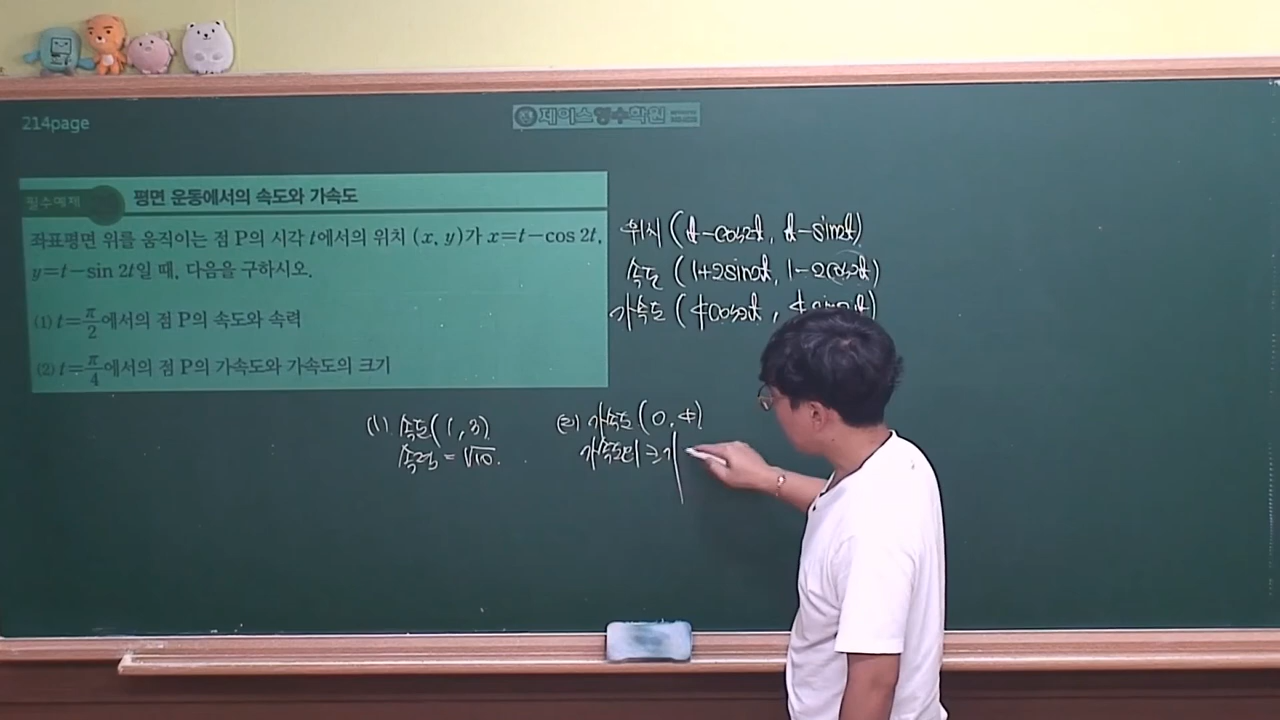 214page
제이스영수학원
필수예제
평면 운동에서의 속도와 가속도
좌표평면 위를 움직이는 점 P의 시각 t에서의 위치 (x, y)가 x=t−cos 2t,
y=t−sin 2t일 때, 다음을 구하시오.
(1) t=π/2에서의 점 P의 속도와 속력
(2) t=π/4에서의 점 P의 가속도와 가속도의 크기
위치 (t−cos2t, t−sin2t)
속도 (1+2sin2t, 1−2cos2t)
가속도 (4cos2t, 4 sin2t)
(1) 속도(1, 3)
속력 = √10.
(2) 가속도 (0, 4)
가속도의 크기